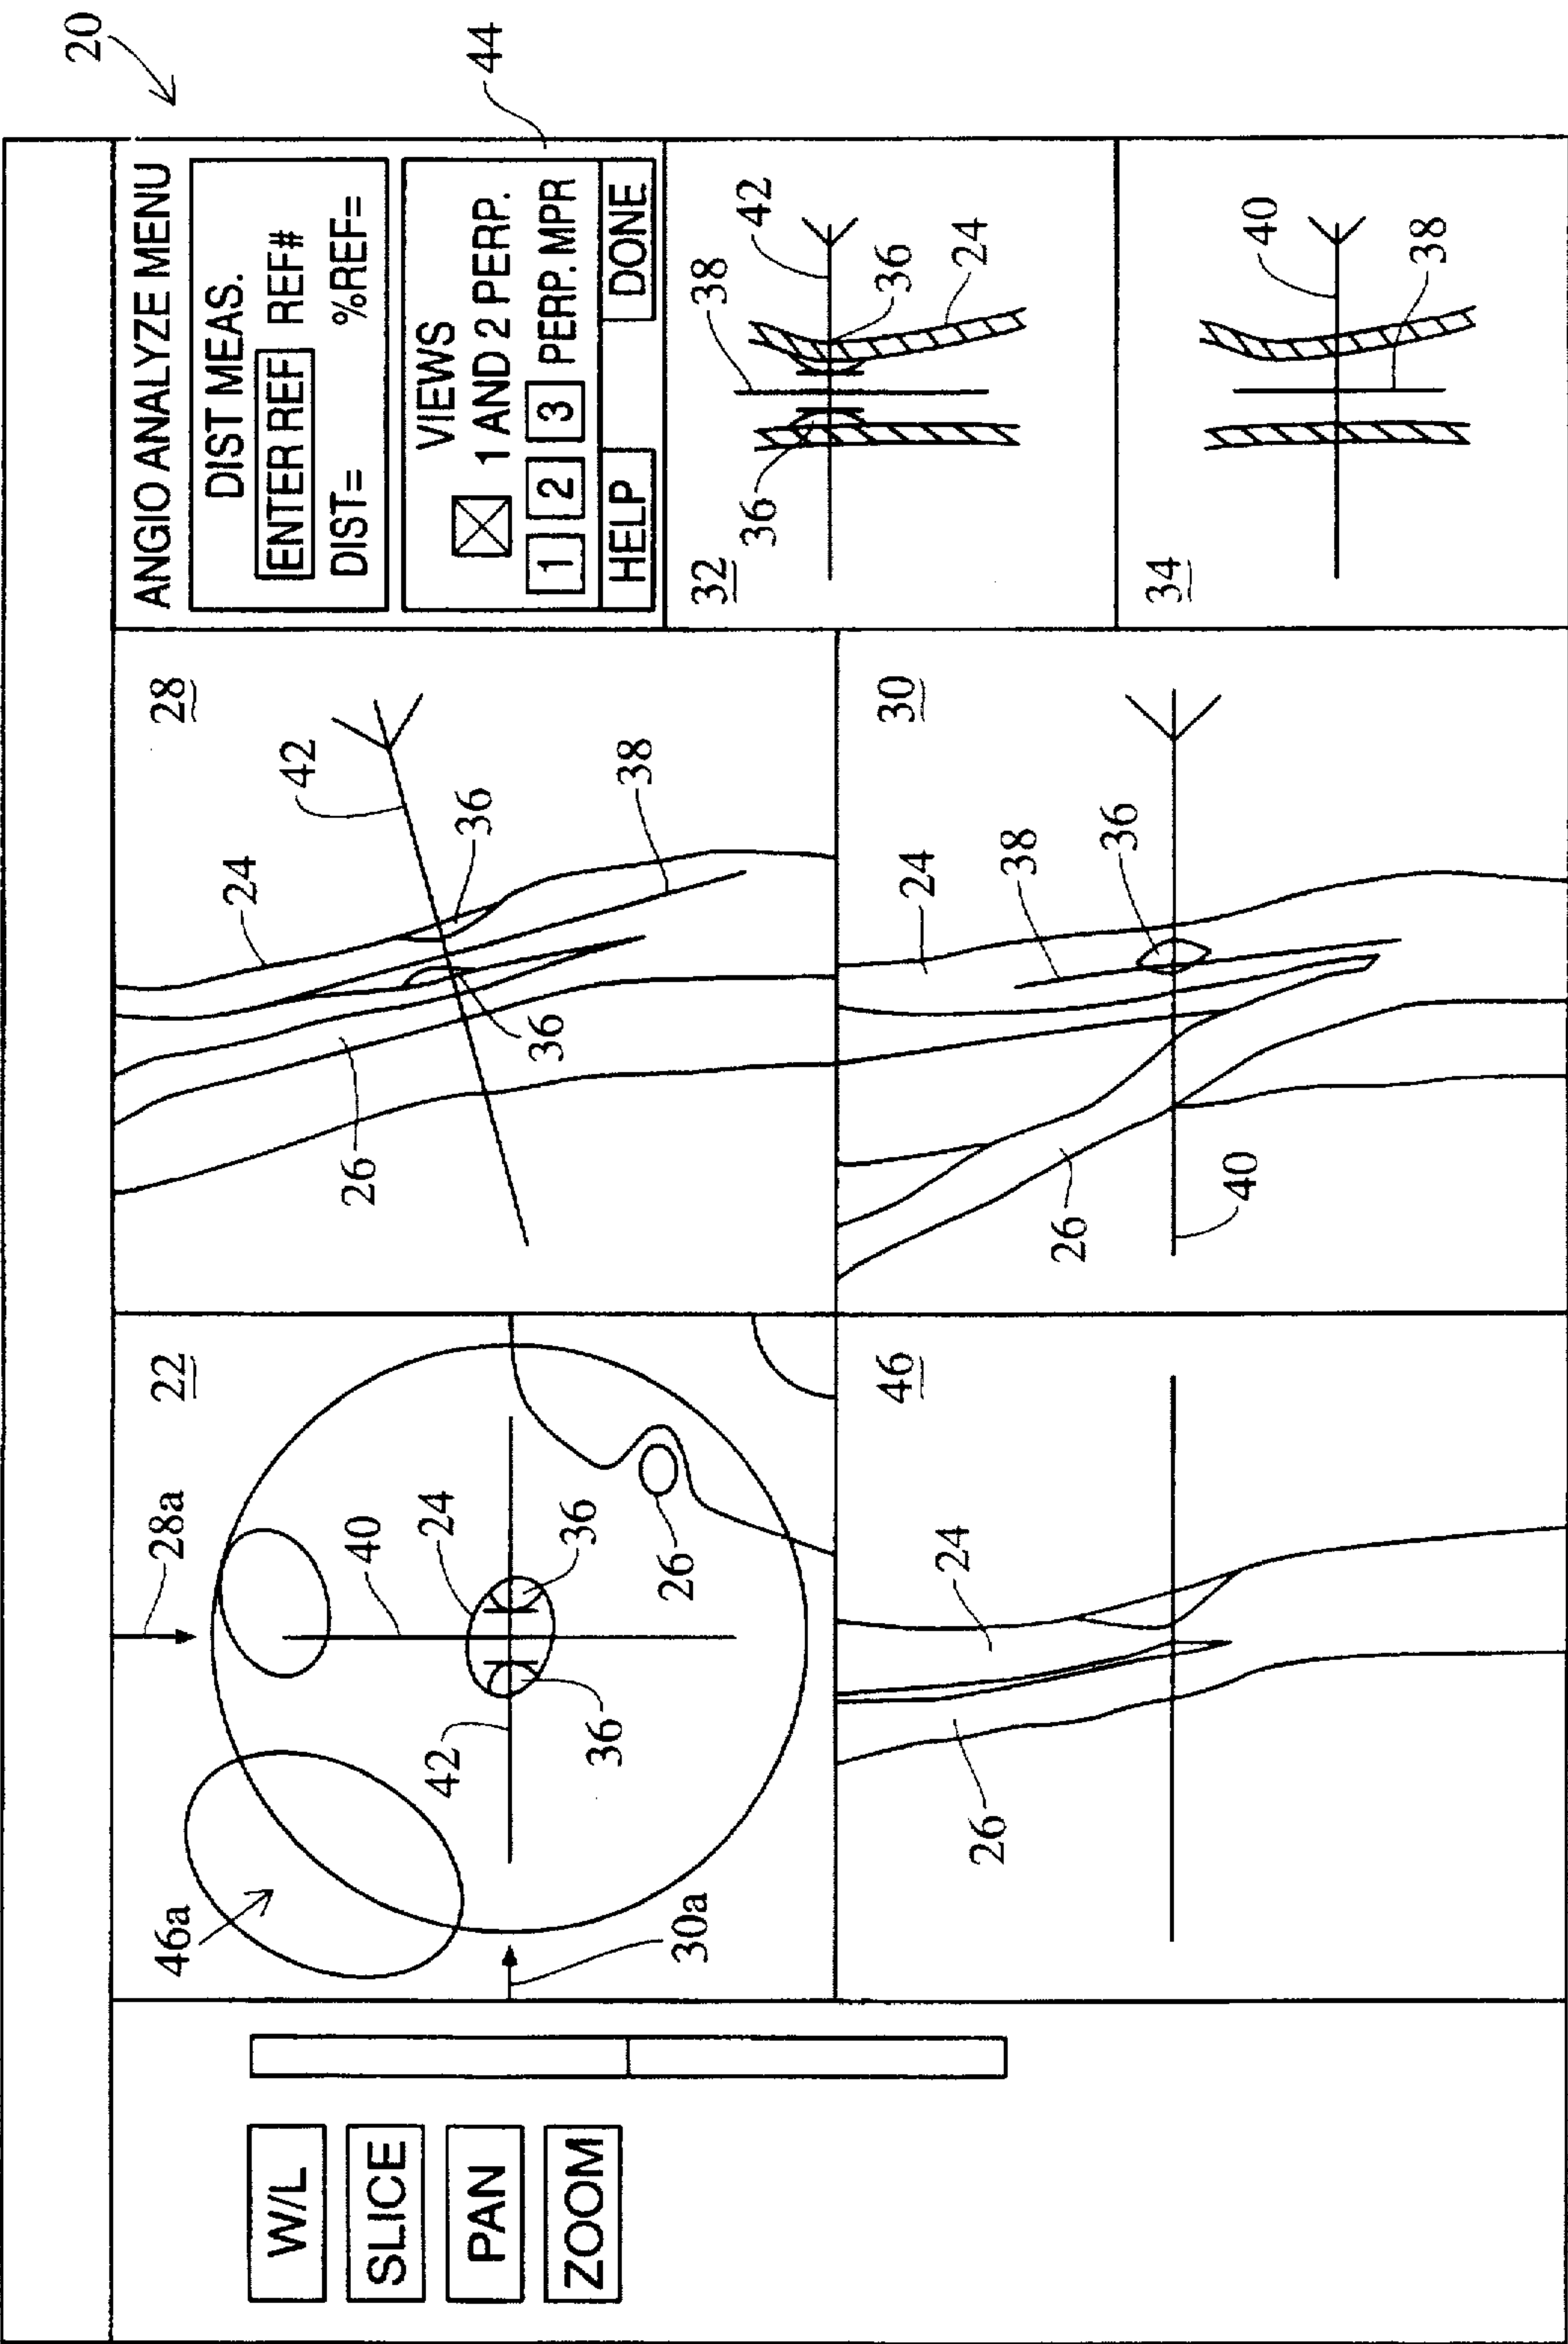 20
W/L
SLICE
PAN
ZOOM
22
28a
46a
30a
40
24
42
36
36
26
28
24
42
36
38
36
26
ANGIO ANALYZE MENU
DIST MEAS.
ENTER REF REF#
DIST= %REF=
VIEWS
1 AND 2 PERP.
1 2 3 PERP. MPR
HELP DONE
44
46
24
26
30
24
38
36
26
40
32
38
42
36
36
24
34
40
38